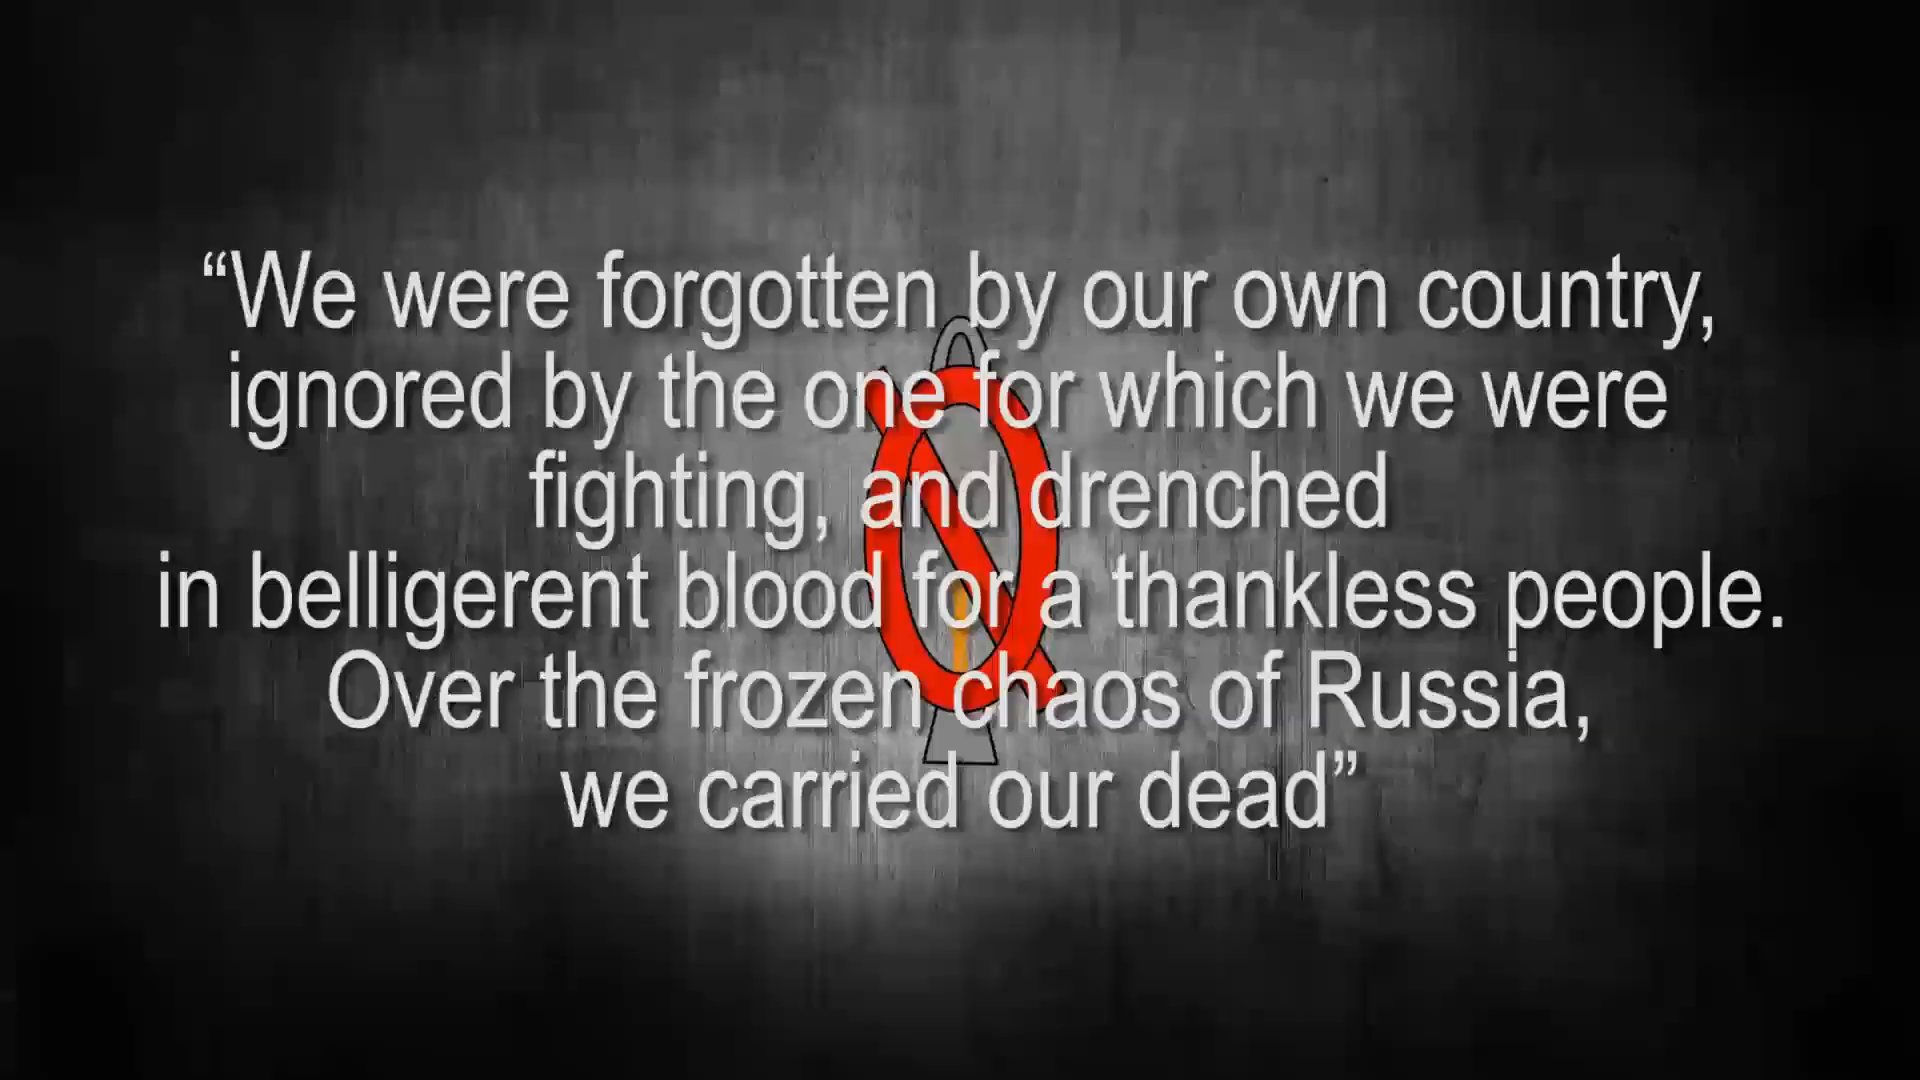 “We were forgotten by our own country,
ignored by the one for which we were
fighting, and drenched
in belligerent blood for a thankless people.
Over the frozen chaos of Russia,
we carried our dead”